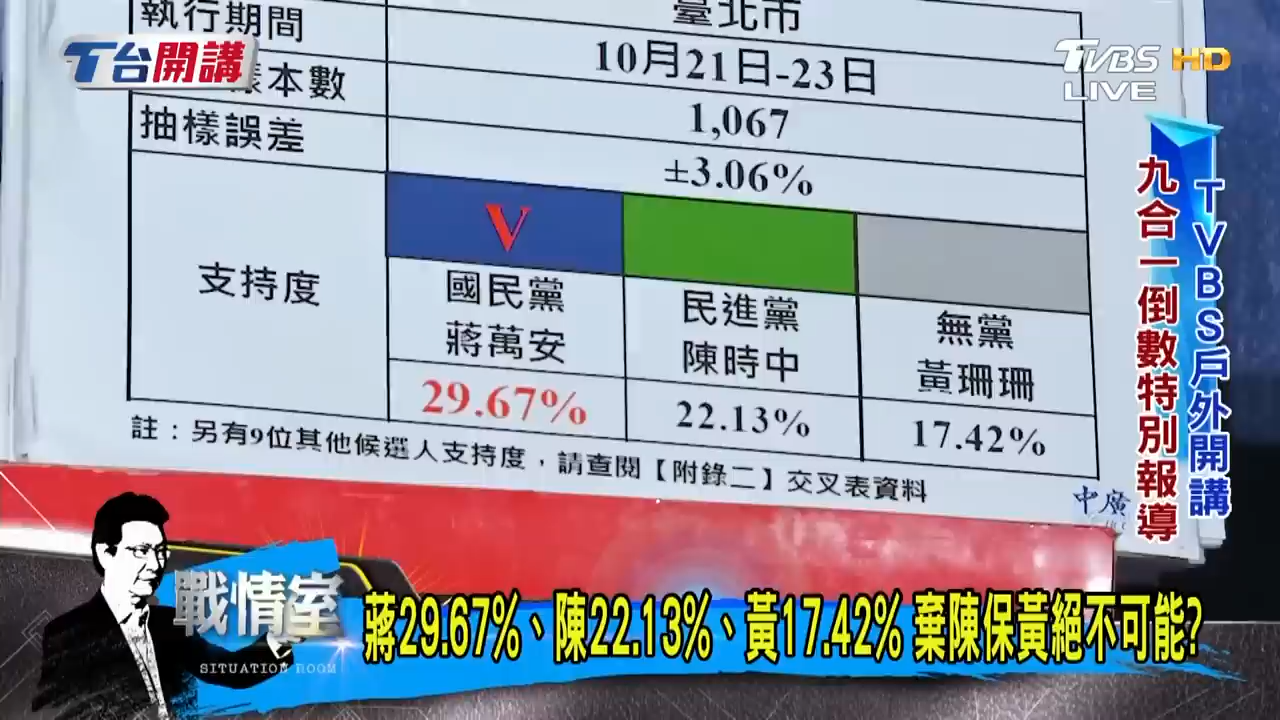 執行期間
臺北市
10月21日-23日
樣本數
1,067
抽樣誤差
±3.06%
支持度
V
國民黨
蔣萬安
29.67%
民進黨
陳時中
22.13%
無黨
黃珊珊
17.42%
註：另有9位其他候選人支持度，請查閱【附錄二】交叉表資料
中廣
T台開講
TVBS HD
LIVE
TVBS戶外開講
九合一倒數特別報導
戰情室
SITUATION ROOM
蔣29.67%、陳22.13%、黃17.42% 棄陳保黃絕不可能?